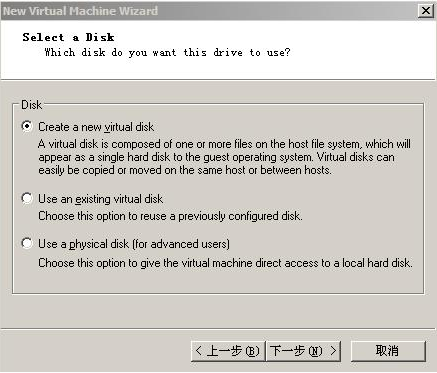 New Virtual Machine Wizard
Select a Disk
Which disk do you want this drive to use?
Disk
Create a new virtual disk
A virtual disk is composed of one or more files on the host file system, which will
appear as a single hard disk to the guest operating system. Virtual disks can
easily be copied or moved on the same host or between hosts.
Use an existing virtual disk
Choose this option to reuse a previously configured disk.
Use a physical disk (for advanced users)
Choose this option to give the virtual machine direct access to a local hard disk.
< 上一步(B) 下一步(N) > 取消